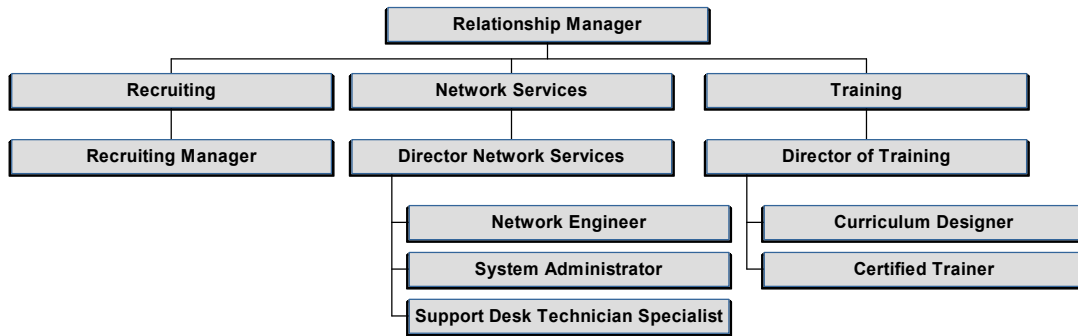 Relationship Manager
Recruiting
Network Services
Training
Recruiting Manager
Director Network Services
Director of Training
Network Engineer
Curriculum Designer
System Administrator
Certified Trainer
Support Desk Technician Specialist